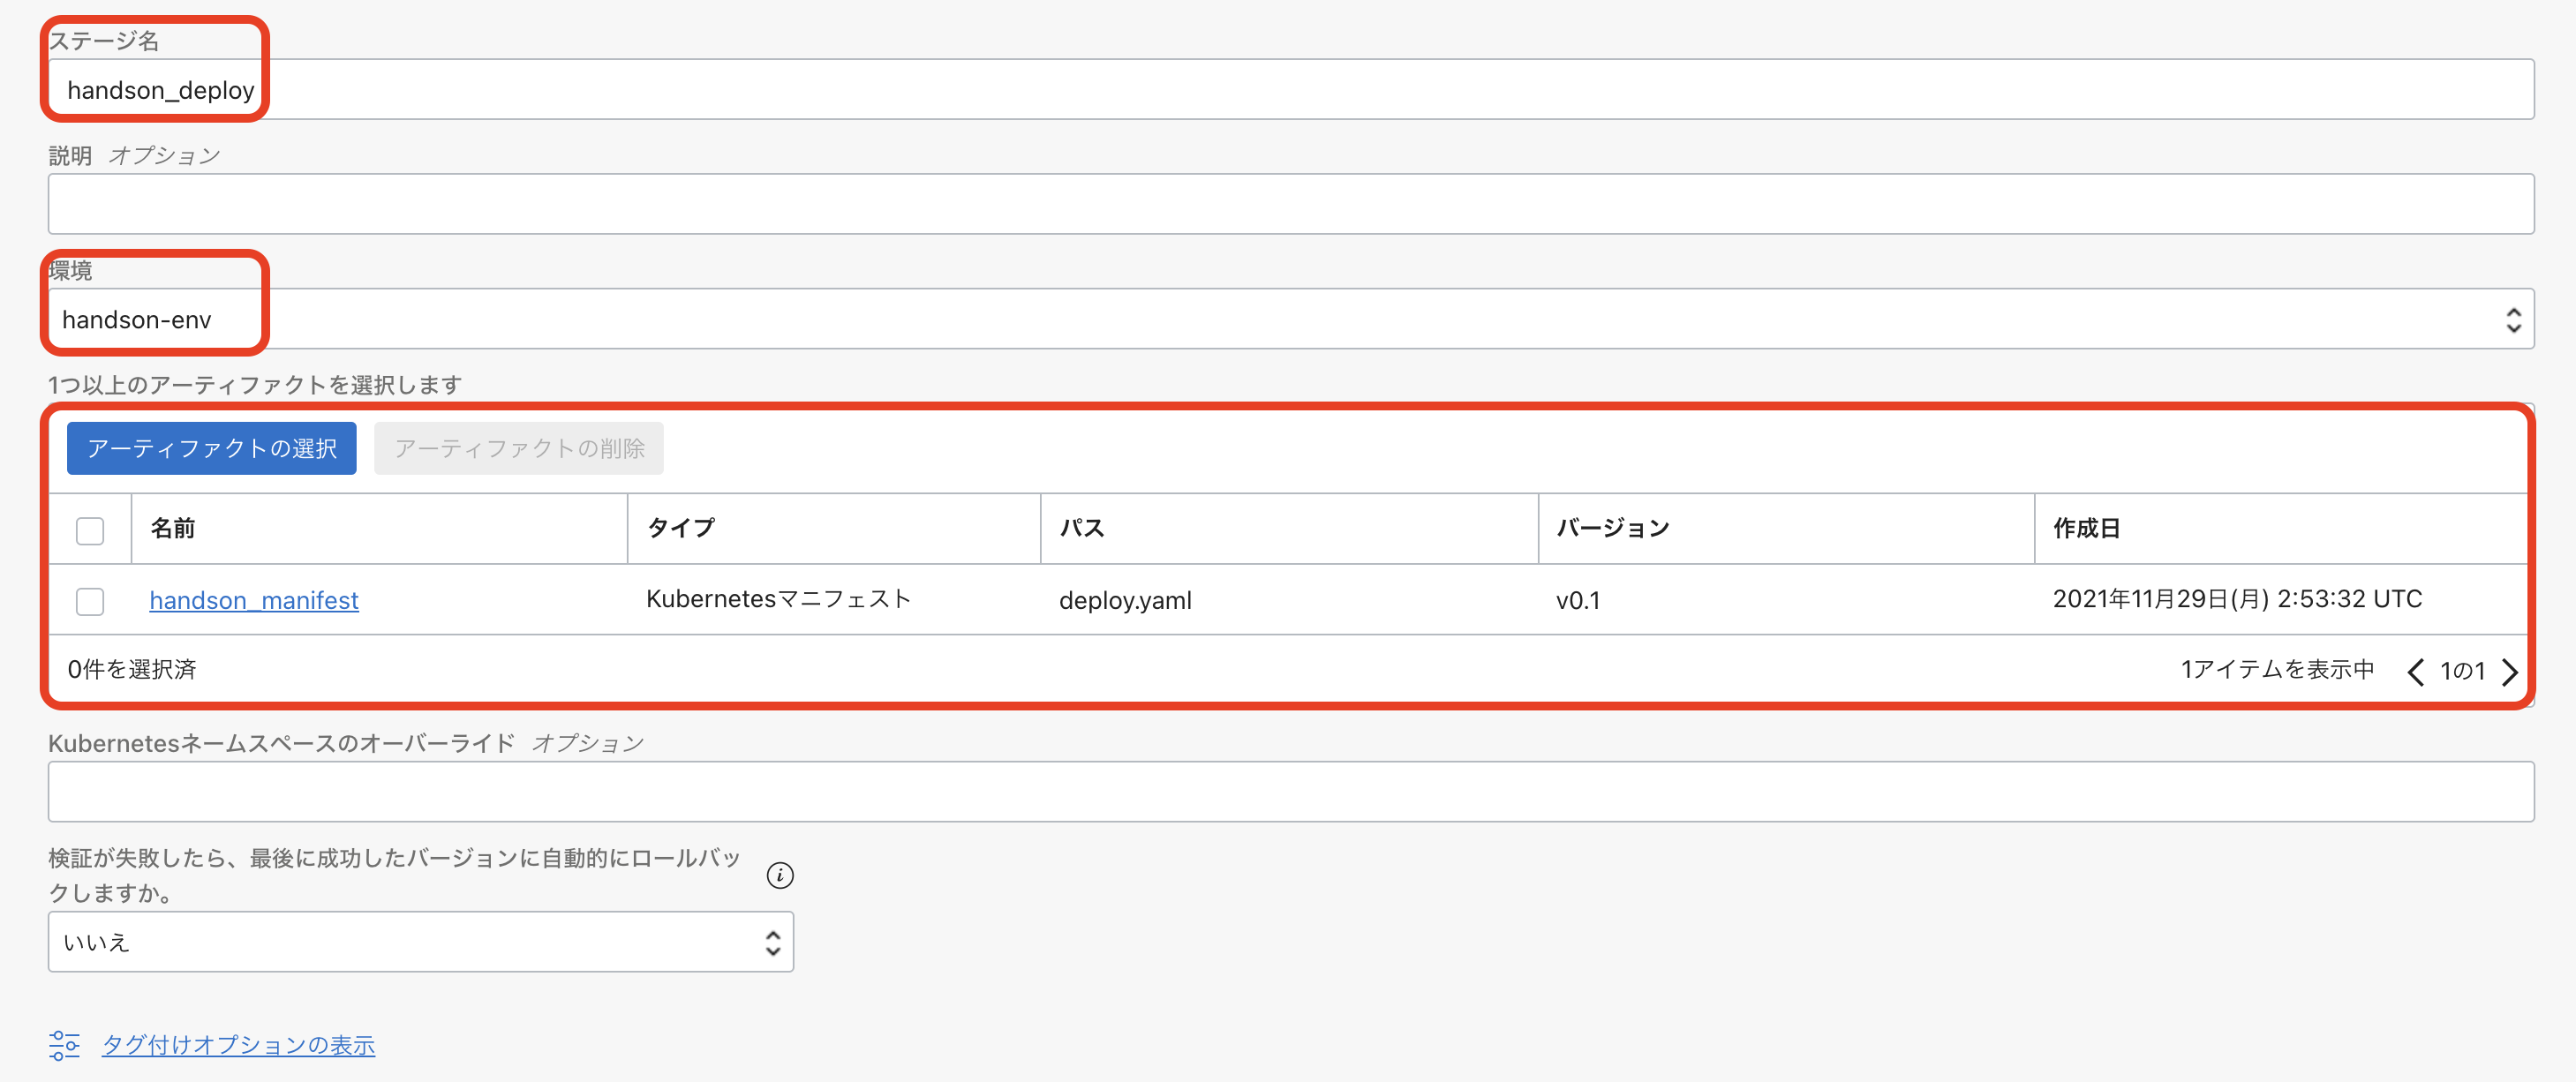 ステージ名
handson_deploy
説明 オプション
環境
handson-env
1つ以上のアーティファクトを選択します
アーティファクトの選択 アーティファクトの削除
名前 タイプ パス バージョン 作成日
handson_manifest Kubernetesマニフェスト deploy.yaml v0.1 2021年11月29日(月) 2:53:32 UTC
0件を選択済 1アイテムを表示中 1の1
Kubernetesネームスペースのオーバーライド オプション
検証が失敗したら、最後に成功したバージョンに自動的にロールバッ
クしますか。
いいえ
タグ付けオプションの表示